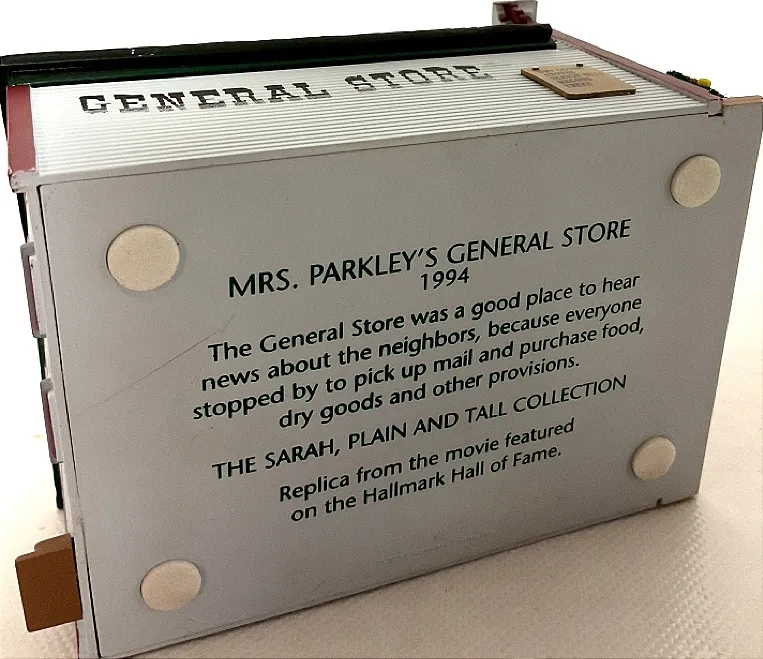 GENERAL STORE
MRS. PARKLEY'S GENERAL STORE
1994
The General Store was a good place to hear
news about the neighbors, because everyone
stopped by to pick up mail and purchase food,
dry goods and other provisions.
THE SARAH, PLAIN AND TALL COLLECTION
Replica from the movie featured
on the Hallmark Hall of Fame.